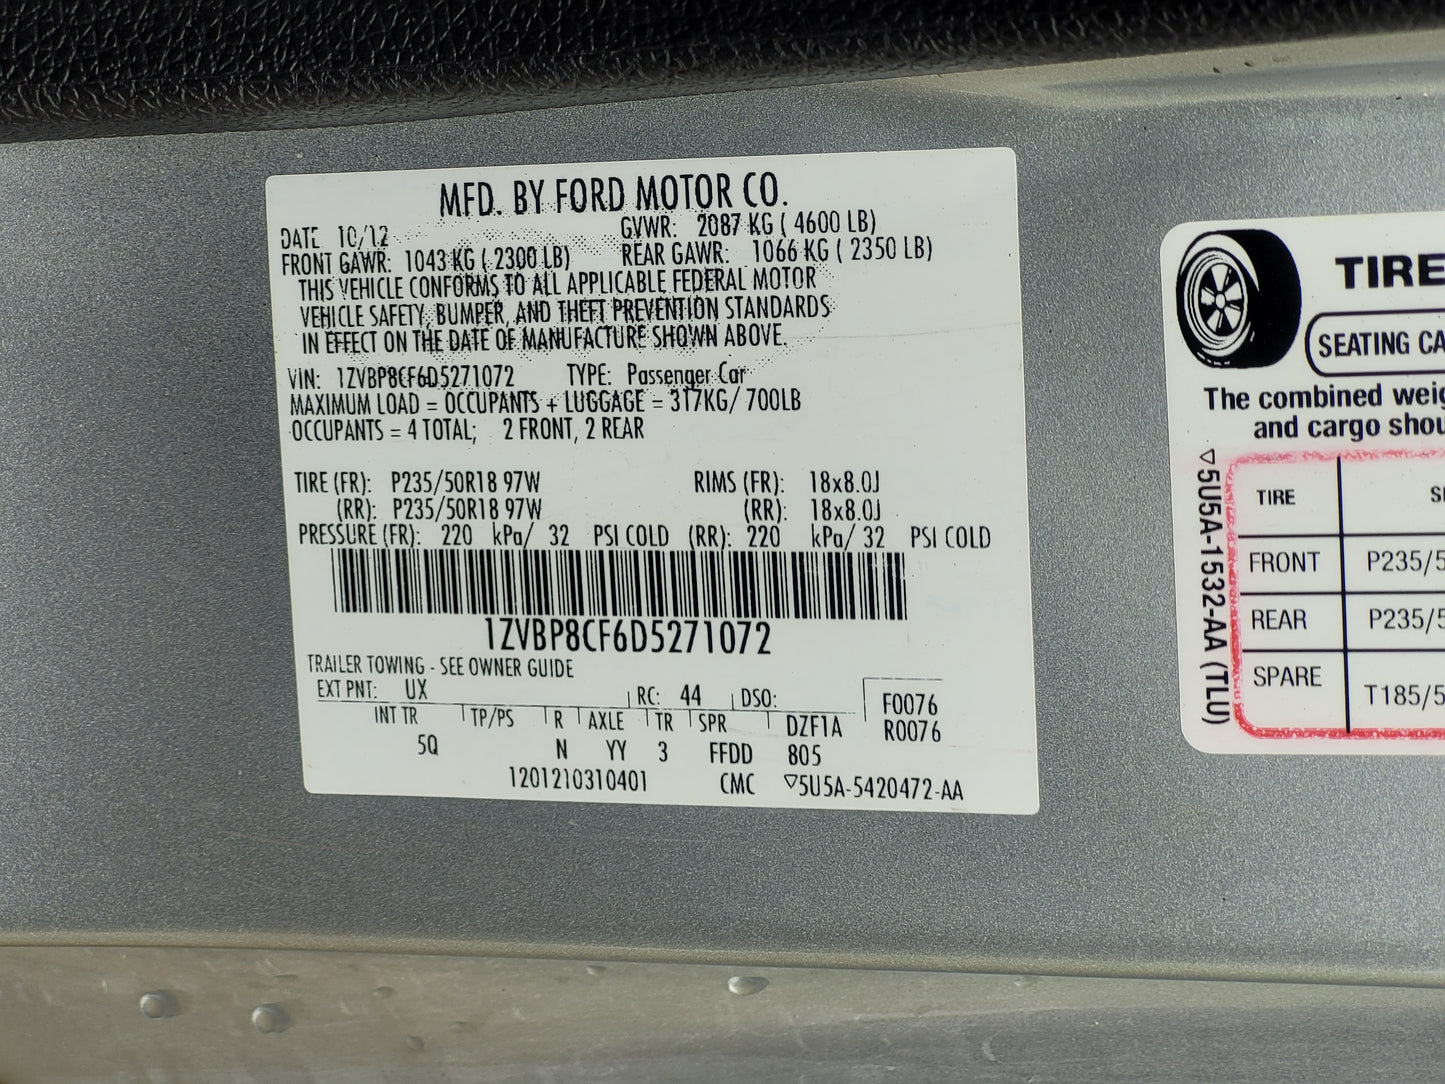 MFD. BY FORD MOTOR CO.
DATE 10/12 GVWR: 2087 KG ( 4600 LB)
FRONT GAWR: 1043 KG ( 2300 LB) REAR GAWR: 1066 KG ( 2350 LB)
THIS VEHICLE CONFORMS TO ALL APPLICABLE FEDERAL MOTOR
VEHICLE SAFETY, BUMPER, AND THEFT PREVENTION STANDARDS
IN EFFECT ON THE DATE OF MANUFACTURE SHOWN ABOVE.
VIN: 1ZVBP8CF6D5271072 TYPE: Passenger Car
MAXIMUM LOAD = OCCUPANTS + LUGGAGE = 317KG/ 700LB
OCCUPANTS = 4 TOTAL; 2 FRONT, 2 REAR
TIRE (FR): P235/50R18 97W RIMS (FR): 18x8.0J
(RR): P235/50R18 97W (RR): 18x8.0J
PRESSURE (FR): 220 kPa/ 32 PSI COLD (RR): 220 kPa/ 32 PSI COLD
1ZVBP8CF6D5271072
TRAILER TOWING - SEE OWNER GUIDE
EXT PNT: UX RC: 44 DSO: F0076
INT TR TP/PS R AXLE TR SPR DZF1A R0076
5Q N YY 3 FFDD 805
1201210310401 CMC ▽5U5A-5420472-AA
TIRE
SEATING CA
The combined weig
and cargo shou
▽5U5A-1532-AA (TLU)
TIRE SI
FRONT P235/5
REAR P235/5
SPARE T185/5